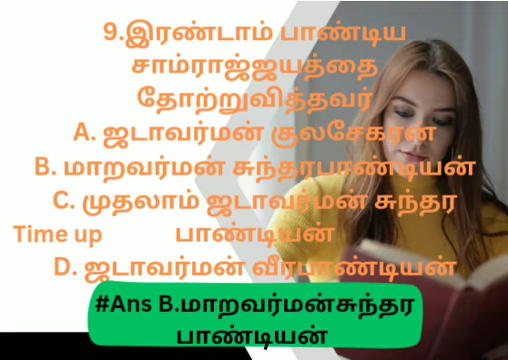 9.இரண்டாம் பாண்டிய
சாம்ராஜ்ஜயத்தை
தோற்றுவித்தவர்
A. ஜடாவர்மன் குலசேகரன்
B. மாறவர்மன் சுந்தரபாண்டியன்
C. முதலாம் ஜடாவர்மன் சுந்தர
Time up பாண்டியன்
D. ஜடாவர்மன் வீரபாண்டியன்
#Ans B.மாறவர்மன்சுந்தர
பாண்டியன்